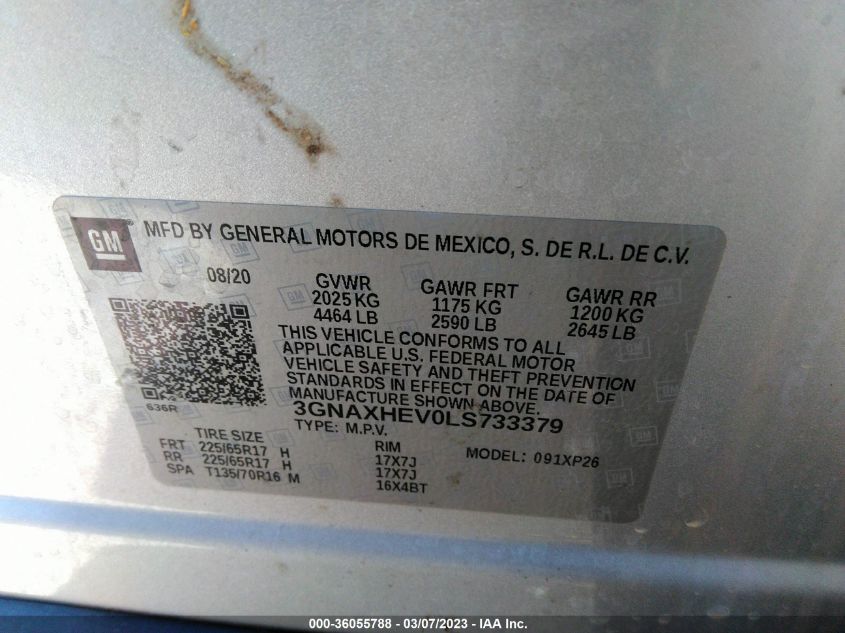 GM
MFD BY GENERAL MOTORS DE MEXICO, S. DE R.L. DE C.V.
08/20
GVWR GAWR FRT GAWR RR
2025 KG 1175 KG 1200 KG
4464 LB 2590 LB 2645 LB
THIS VEHICLE CONFORMS TO ALL
APPLICABLE U.S. FEDERAL MOTOR
VEHICLE SAFETY AND THEFT PREVENTION
STANDARDS IN EFFECT ON THE DATE OF
MANUFACTURE SHOWN ABOVE.
636R
3GNAXHEV0LS733379
TYPE: M.P.V.
TIRE SIZE RIM MODEL: 091XP26
FRT 225/65R17 H 17X7J
RR 225/65R17 H 17X7J
SPA T135/70R16 M 16X4BT
000-36055788 - 03/07/2023 - IAA Inc.